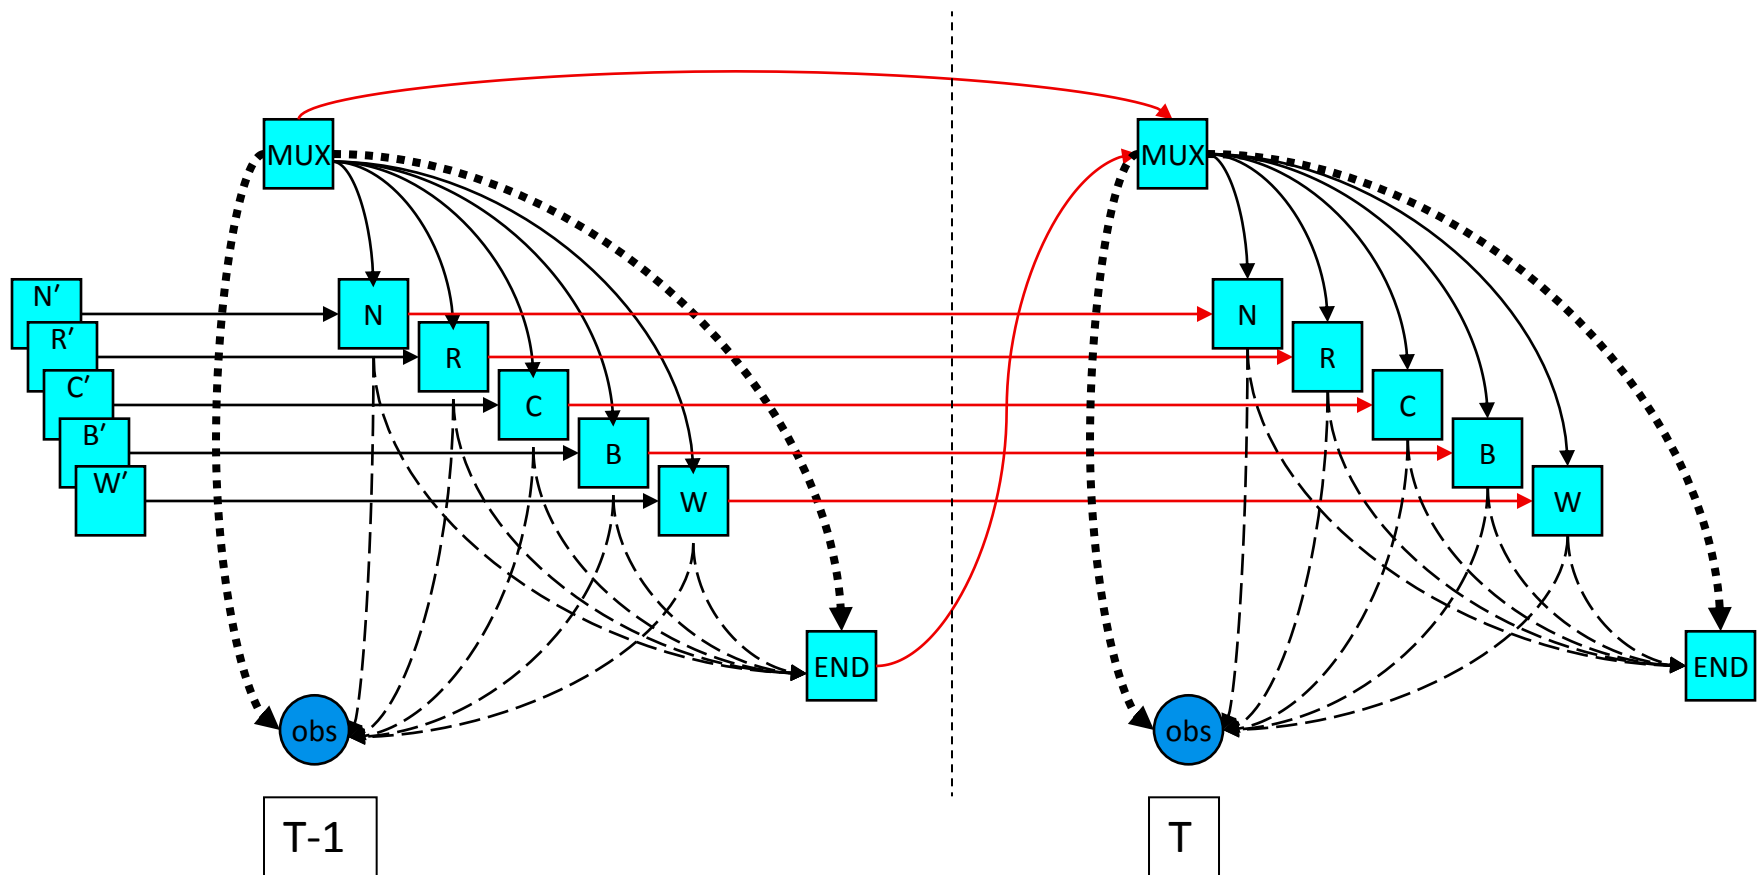 MUX
MUX
N′
R′
C′
B′
W′
N
R
C
B
W
N
R
C
B
W
END
END
obs
obs
T-1
T